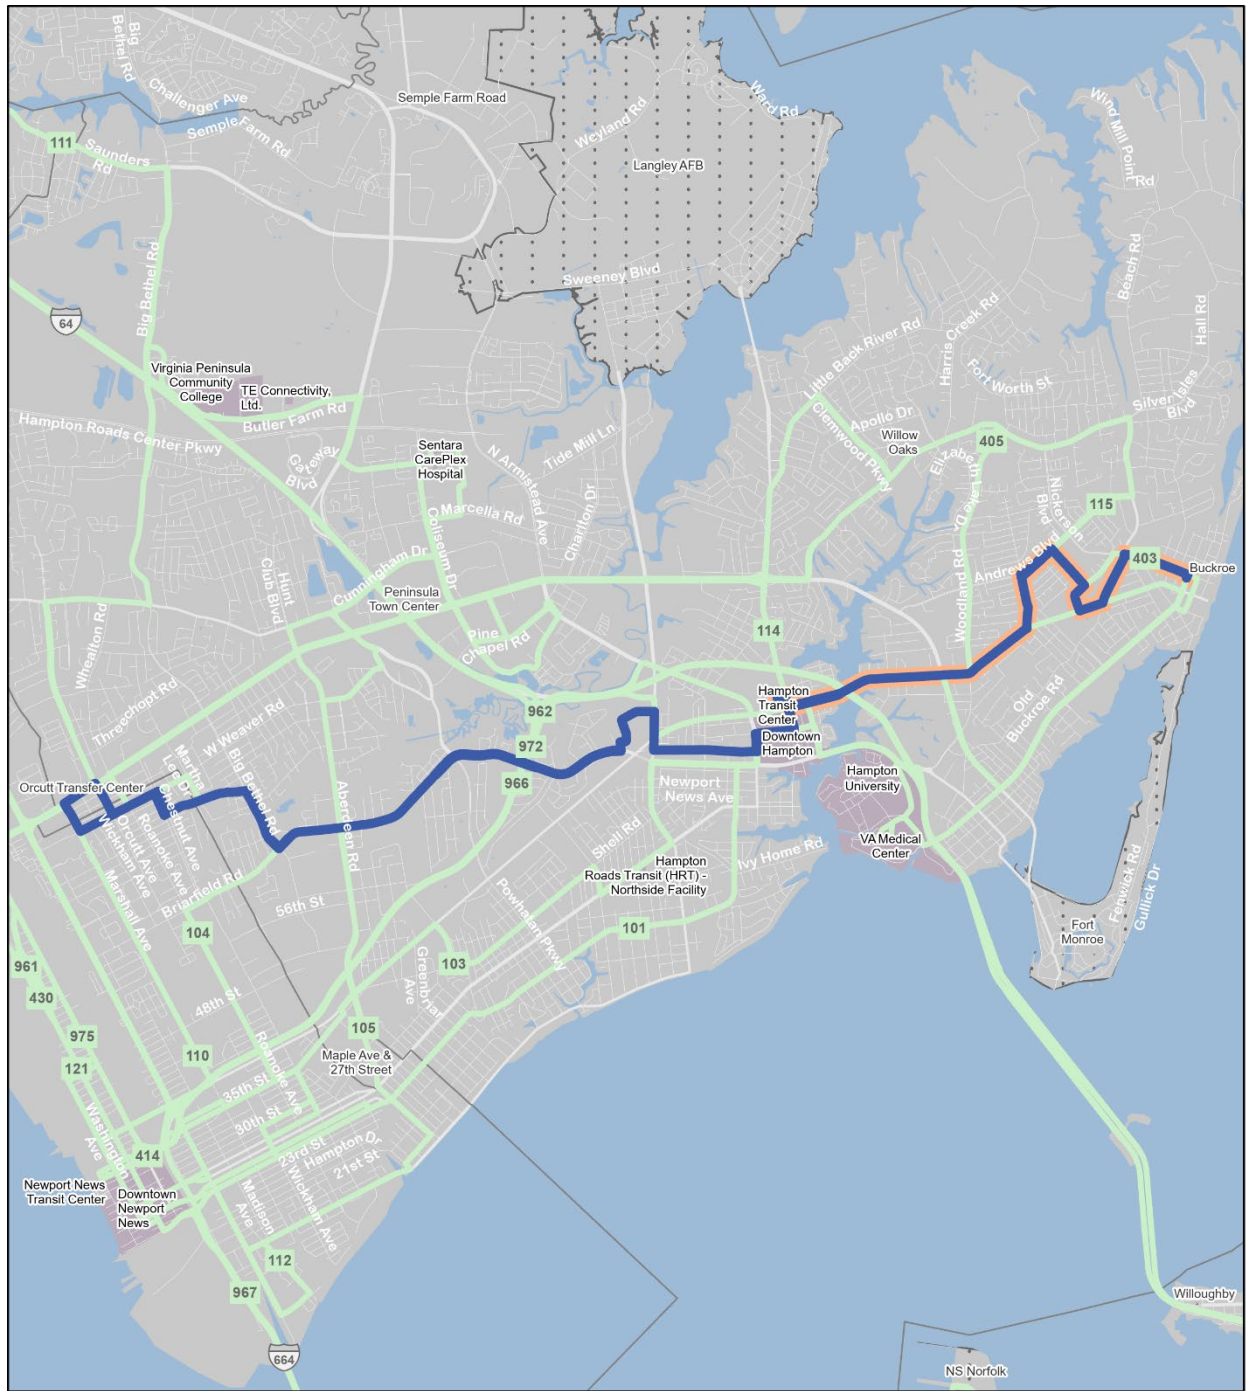 Big
Bethel Rd
Challenger Ave
Semple Farm Rd
Semple Farm Road
Weyland Rd
Ward Rd
Wind Mill Point
Rd
111
Saunders
Rd
Langley AFB
Sweeney Blvd
Big Bethel Rd
Beach Rd
Hall Rd
64
Little Back River Rd
Harris Creek Rd
Fort Worth St
Silver Isles
Blvd
Virginia Peninsula
Community
College
TE Connectivity,
Ltd.
Butler Farm Rd
Hampton Roads Center Pkwy
Gateway
Blvd
Sentara
CarePlex
Hospital
N Armistead Ave
Tide Mill Ln
Clemwood Pkwy
Apollo Dr
Willow
Oaks
405
Elizabeth Lake Dr
Nickerson
Blvd
115
Marcella Rd
Coliseum Dr
Charlton Dr
Cunningham Dr
Hunt
Club Blvd
Peninsula
Town Center
Andrews Blvd
403
Buckroe
Woodland Rd
Pine
Chapel Rd
114
Whealton Rd
Threechopt Rd
W Weaver Rd
962
972
966
Hampton
Transit
Center
Downtown
Hampton
Old
Buckroe Rd
Orcutt Transfer Center
Martha
Lee Dr
Big Bethel Rd
Aberdeen Rd
Newport
News Ave
Hampton
University
VA Medical
Center
Chestnut Ave
Roanoke Ave
Orcutt Ave
Wickham Ave
Marshall Ave
Briarfield Rd
56th St
Shell Rd
Hampton
Roads Transit (HRT) -
Northside Facility
Ivy Home Rd
Powhatan Pkwy
Fenwick Rd
Gullick Dr
Fort
Monroe
104
101
103
Greenbriar
Ave
961
430
48th St
975
121
110
105
Maple Ave &
27th Street
Roanoke Ave
35th St
30th St
Washington
Ave
414
23rd St
Hampton Dr
21st St
Newport News
Transit Center
Downtown
Newport
News
Madison
Ave
N Wickham Ave
112
967
664
Willoughby
NS Norfolk